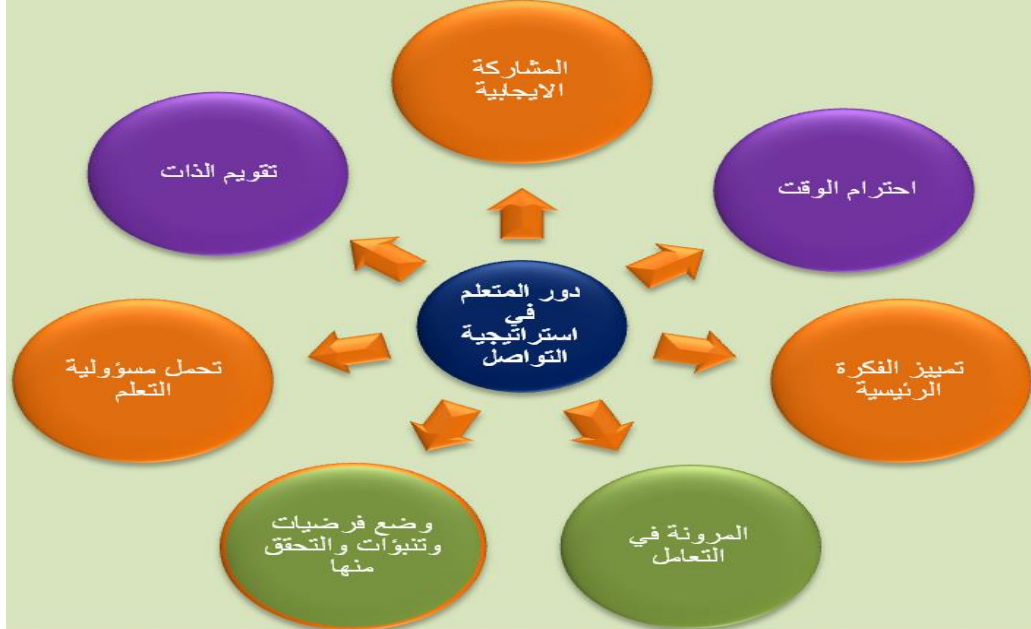 المشاركة
الايجابية
احترام الوقت
تمييز الفكرة
الرئيسية
المرونة في
التعامل
وضع فرضيات
وتنبؤات والتحقق
منها
تحمل مسؤولية
التعلم
تقويم الذات
دور المتعلم
في
استراتيجية
التواصل